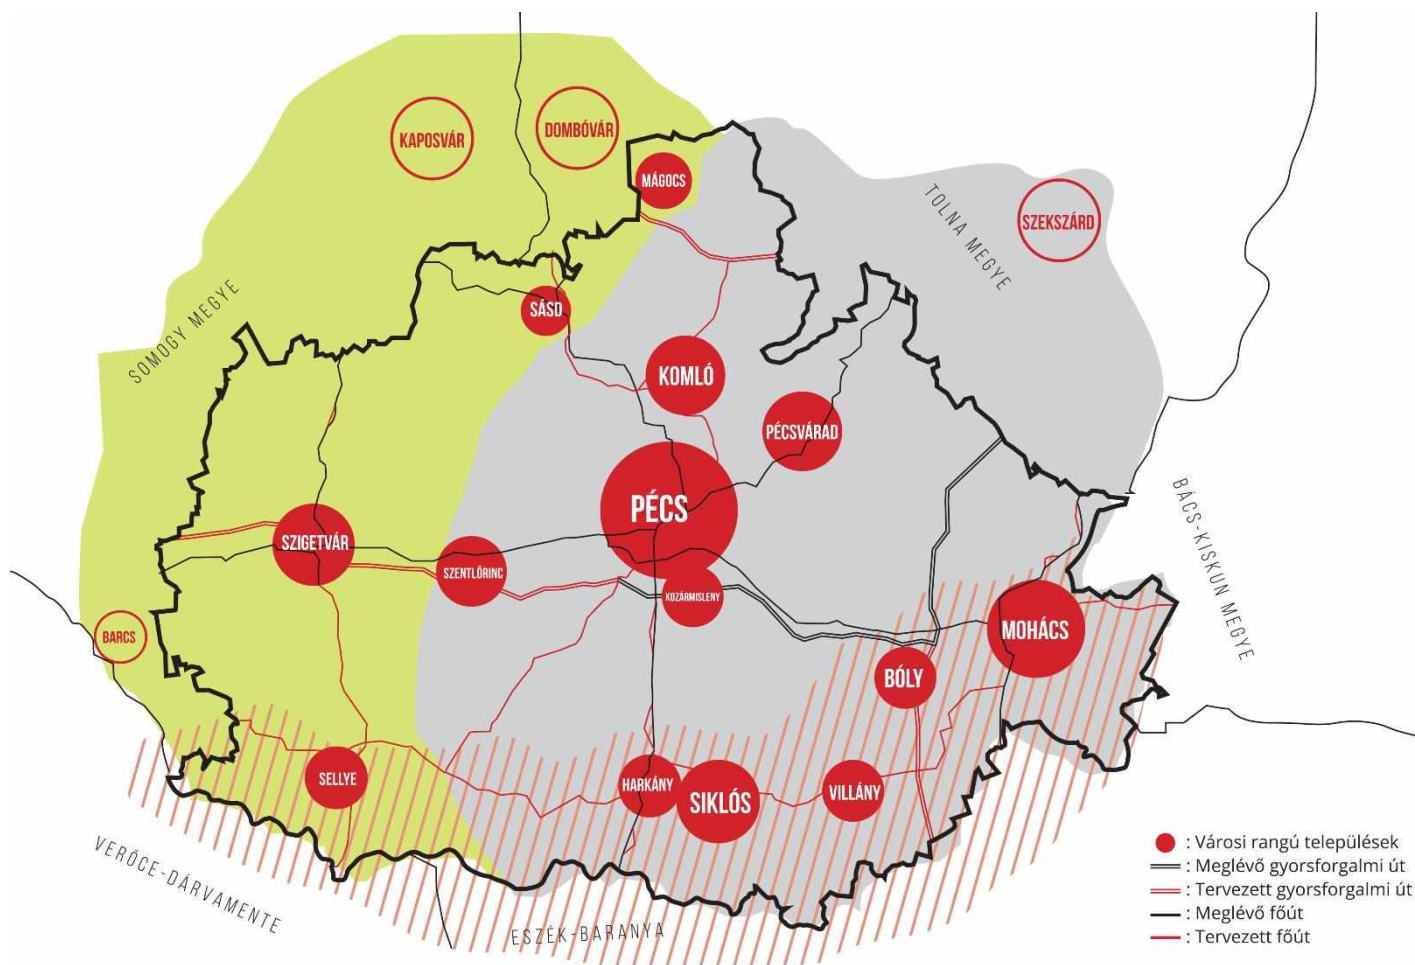 KAPOSVÁR
DOMBÓVÁR
MÁGOCS
TOLNA MEGYE
SZEKSZÁRD
SOMOGY MEGYE
SÁSD
KOMLÓ
PÉCSVÁRAD
PÉCS
BÁCS-KISKUN MEGYE
SZIGETVÁR
SZENTLŐRINC
KOZÁRMISLENY
BARCS
MOHÁCS
BÓLY
SELLYE
HARKÁNY
SIKLÓS
VILLÁNY
VERŐCE-DÁRVAMENTE
ESZÉK-BARANYA
: Városi rangú települések
: Meglévő gyorsforgalmi út
: Tervezett gyorsforgalmi út
: Meglévő főút
: Tervezett főút